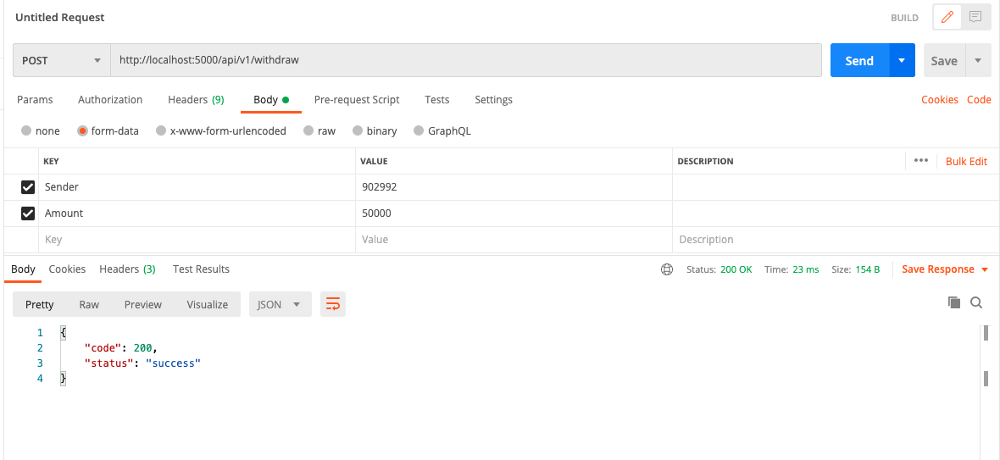 Untitled Request BUILD
POST http://localhost:5000/api/v1/withdraw Send Save
Params Authorization Headers (9) Body Pre-request Script Tests Settings Cookies Code
none form-data x-www-form-urlencoded raw binary GraphQL
KEY VALUE DESCRIPTION ••• Bulk Edit
Sender 902992
Amount 50000
Key Value Description
Body Cookies Headers (3) Test Results Status: 200 OK Time: 23 ms Size: 154 B Save Response
Pretty Raw Preview Visualize JSON
1 {
2 "code": 200,
3 "status": "success"
4 }